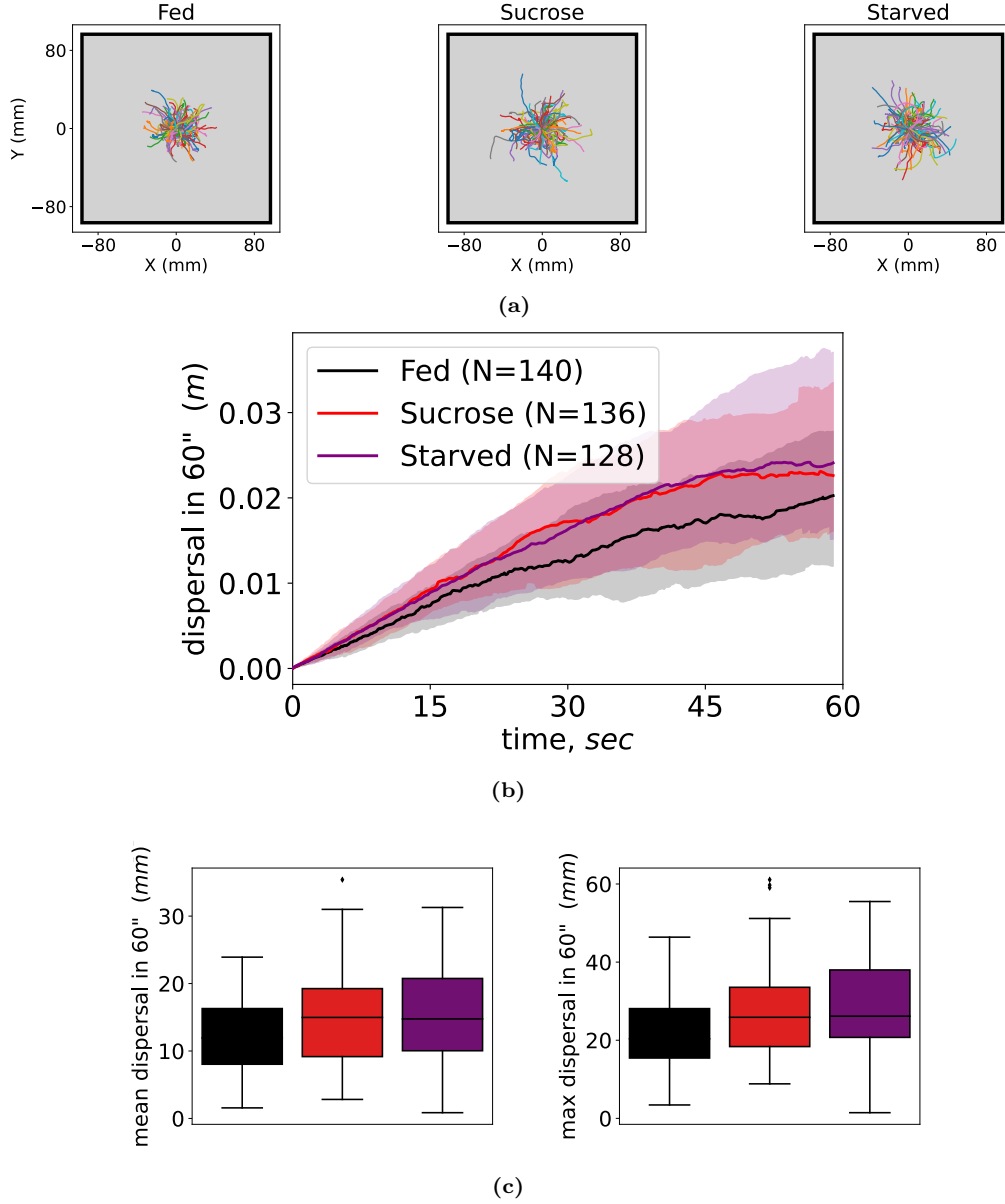 Fed
Sucrose
Starved
80
0
−80
Y (mm)
−80 0 80
X (mm)
−80 0 80
X (mm)
−80 0 80
X (mm)
(a)
dispersal in 60" (m)
0.03
0.02
0.01
0.00
Fed (N=140)
Sucrose (N=136)
Starved (N=128)
0 15 30 45 60
time, sec
(b)
mean dispersal in 60" (mm)
30
20
10
0
max dispersal in 60" (mm)
60
40
20
0
(c)